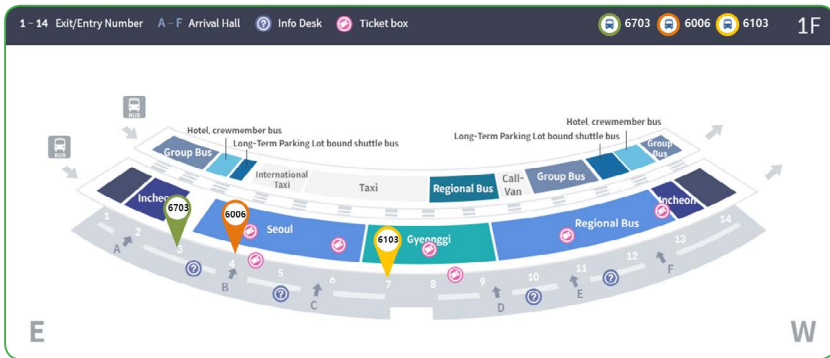 1 ~ 14 Exit/Entry Number A - F Arrival Hall ? Info Desk Ticket box 6703 6006 6103 1F
BUS
Hotel, crewmember bus
Hotel, crewmember bus
Long-Term Parking Lot bound shuttle bus
Long-Term Parking Lot bound shuttle bus
BUS
Group Bus
Group Bus
International Taxi
Taxi
Regional Bus
Call-Van
Group Bus
Incheon
6703
6006
Seoul
6103
Gyeonggi
Regional Bus
Incheon
1
2
3
4
5
6
7
8
9
10
11
12
13
14
A
B
C
D
E
F
?
?
?
?
E
W